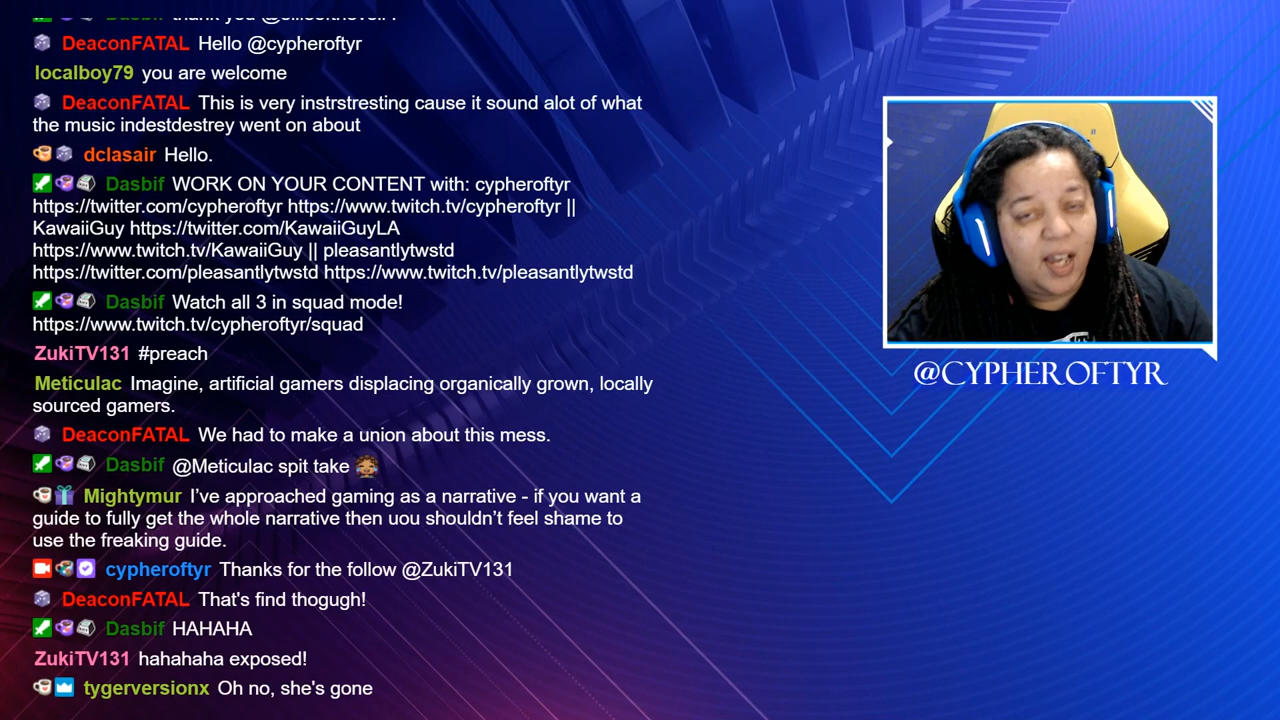 thank you
DeaconFATAL Hello @cypheroftyr
localboy79 you are welcome
DeaconFATAL This is very instrstresting cause it sound alot of what
the music indestdestrey went on about
dclasair Hello.
Dasbif WORK ON YOUR CONTENT with: cypheroftyr
https://twitter.com/cypheroftyr https://www.twitch.tv/cypheroftyr ||
KawaiiGuy https://twitter.com/KawaiiGuyLA
https://www.twitch.tv/KawaiiGuy || pleasantlytwstd
https://twitter.com/pleasantlytwstd https://www.twitch.tv/pleasantlytwstd
Dasbif Watch all 3 in squad mode!
https://www.twitch.tv/cypheroftyr/squad
ZukiTV131 #preach
Meticulac Imagine, artificial gamers displacing organically grown, locally
sourced gamers.
DeaconFATAL We had to make a union about this mess.
Dasbif @Meticulac spit take
Mightymur I've approached gaming as a narrative - if you want a
guide to fully get the whole narrative then uou shouldn't feel shame to
use the freaking guide.
cypheroftyr Thanks for the follow @ZukiTV131
DeaconFATAL That's find thogugh!
Dasbif HAHAHA
ZukiTV131 hahahaha exposed!
tygerversionx Oh no, she's gone
@CYPHEROFTYR